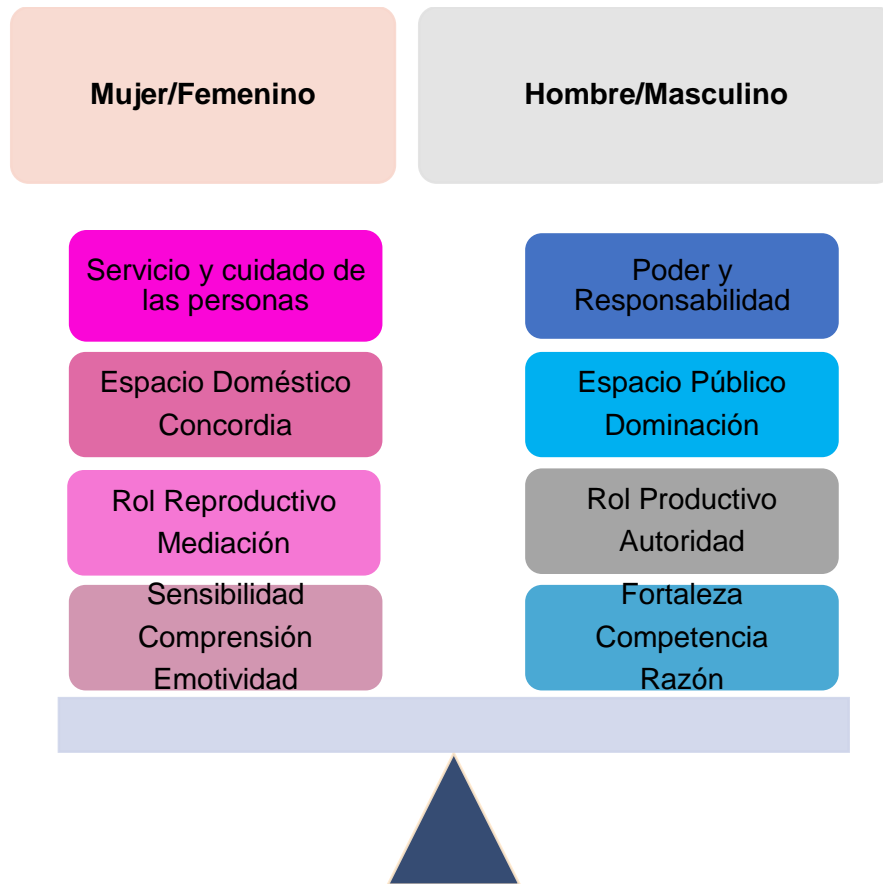 Mujer/Femenino
Hombre/Masculino
Servicio y cuidado de
las personas
Espacio Doméstico
Concordia
Rol Reproductivo
Mediación
Sensibilidad
Comprensión
Emotividad
Poder y
Responsabilidad
Espacio Público
Dominación
Rol Productivo
Autoridad
Fortaleza
Competencia
Razón